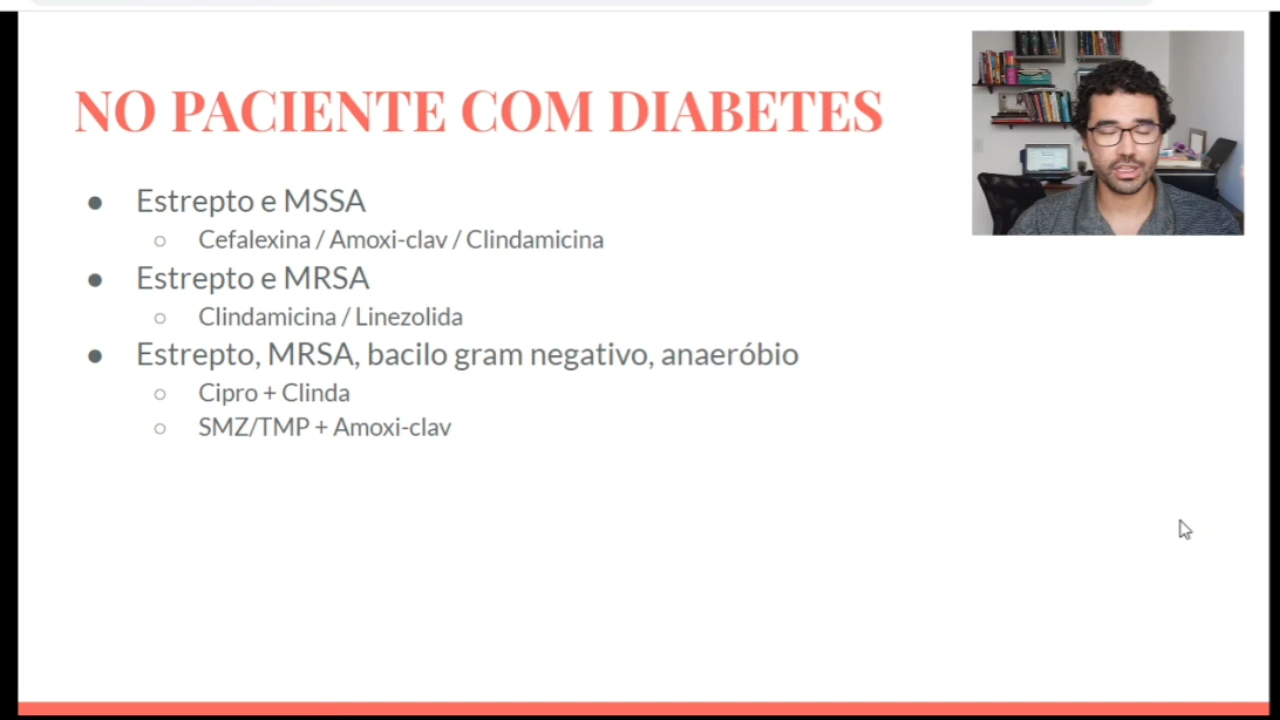 NO PACIENTE COM DIABETES
● Estrepto e MSSA
○ Cefalexina / Amoxi-clav / Clindamicina
● Estrepto e MRSA
○ Clindamicina / Linezolida
● Estrepto, MRSA, bacilo gram negativo, anaeróbio
○ Cipro + Clinda
○ SMZ/TMP + Amoxi-clav